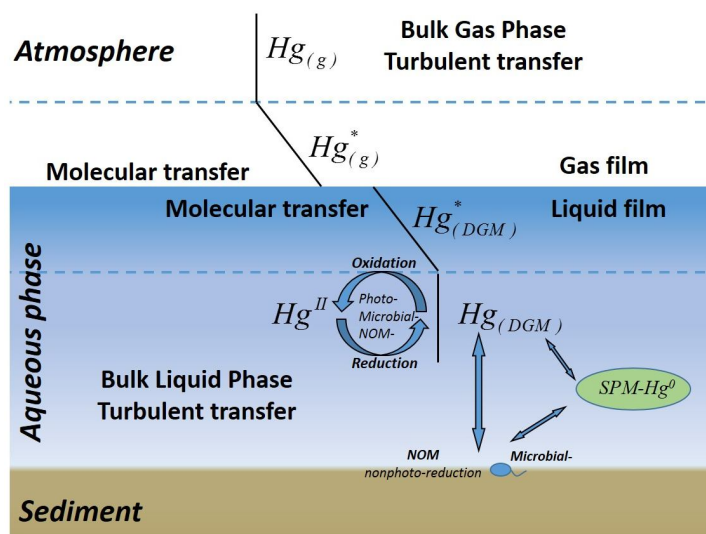 Atmosphere
Hg(g)
Bulk Gas Phase
Turbulent transfer
Hg*(g)
Molecular transfer
Gas film
Molecular transfer
Hg*(DGM)
Liquid film
Aqueous phase
Oxidation
Hg^II
Photo-
Microbial-
NOM-
Reduction
Hg(DGM)
SPM-Hg^0
Bulk Liquid Phase
Turbulent transfer
NOM
nonphoto-reduction
Microbial-
Sediment